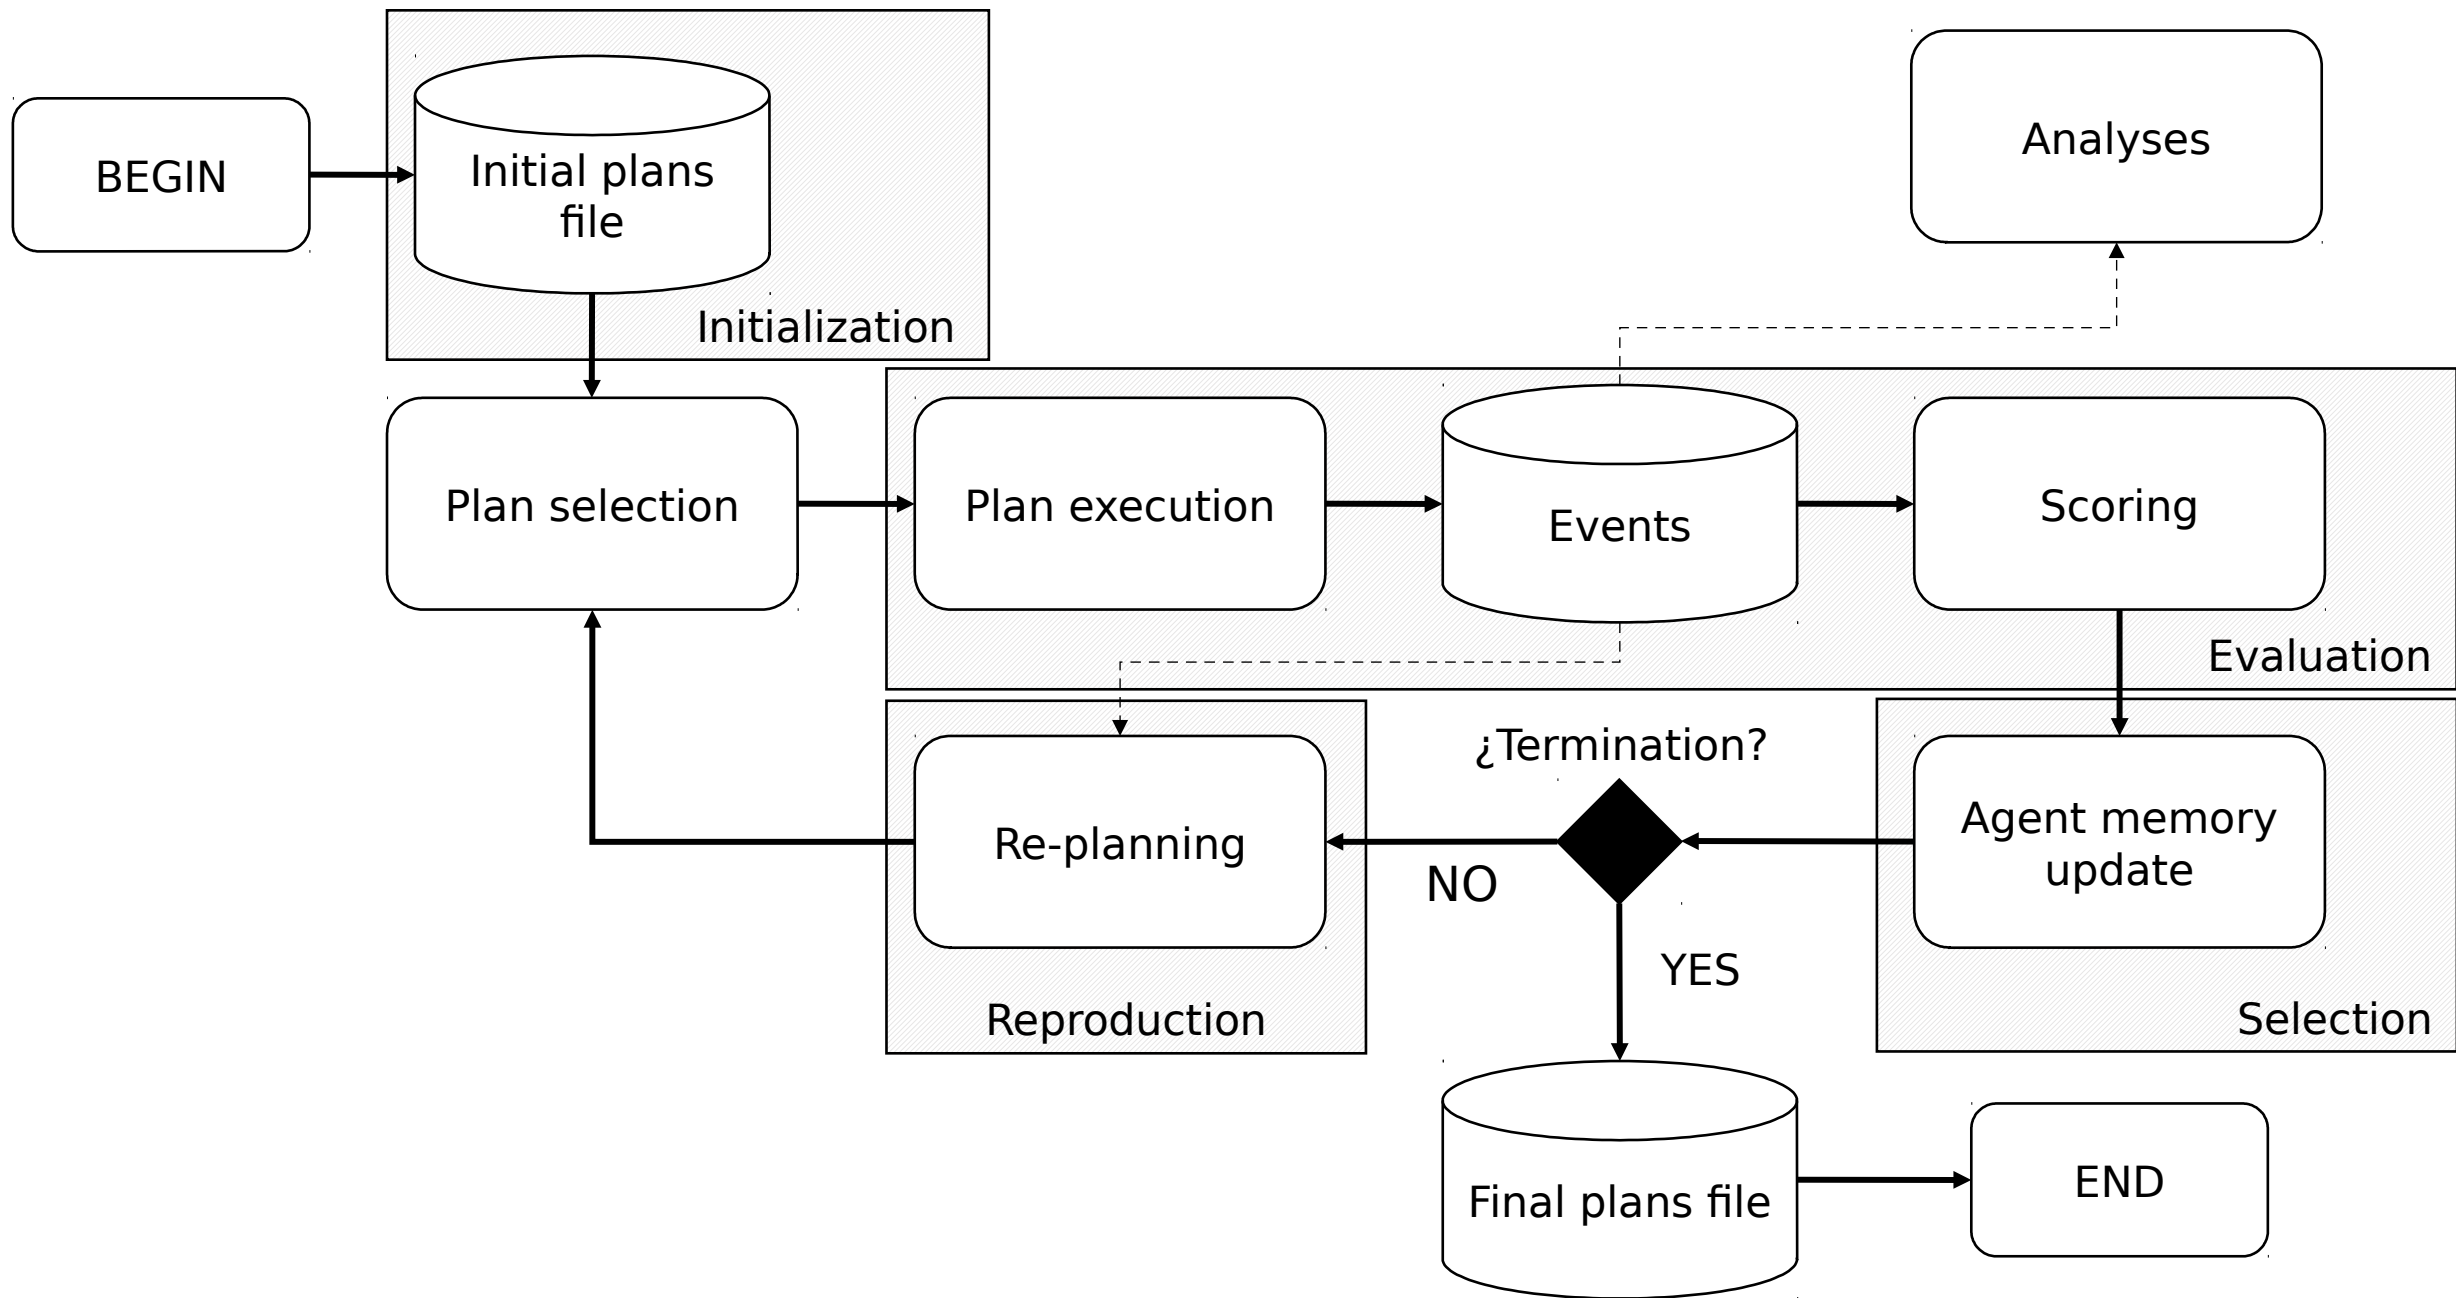 BEGIN
Initial plans
file
Initialization
Analyses
Plan selection
Plan execution
Events
Scoring
Evaluation
Re-planning
Reproduction
¿Termination?
NO
YES
Agent memory
update
Selection
Final plans file
END